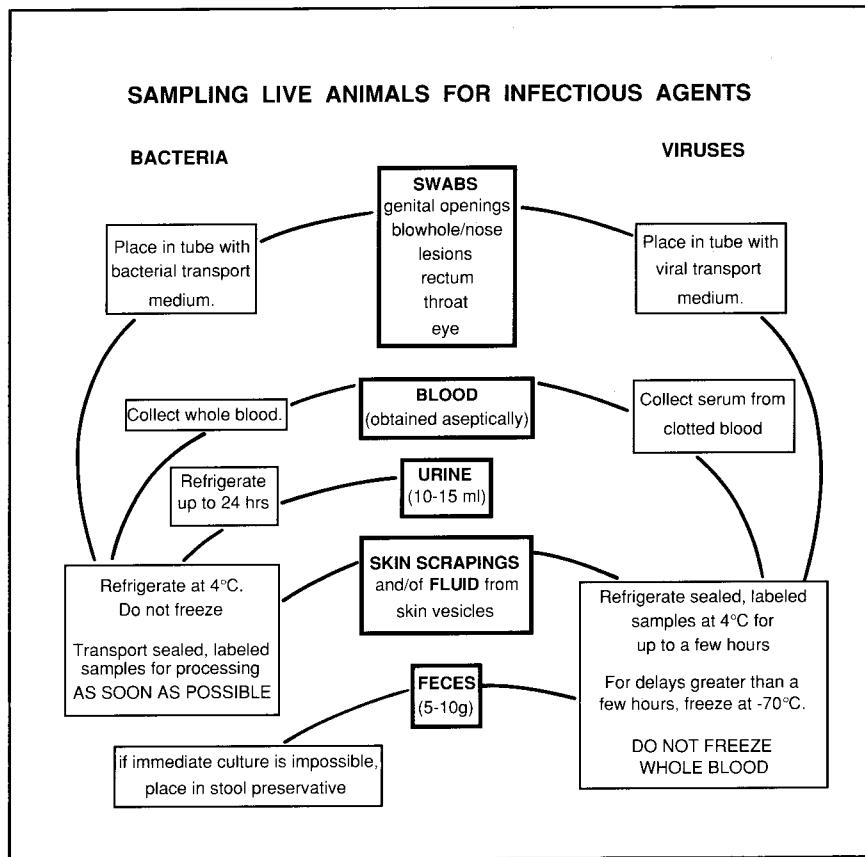 SAMPLING LIVE ANIMALS FOR INFECTIOUS AGENTS
BACTERIA
VIRUSES
SWABS
genital openings
blowhole/nose
lesions
rectum
throat
eye
Place in tube with
bacterial transport
medium.
Place in tube with
viral transport
medium.
BLOOD
(obtained aseptically)
Collect whole blood.
Collect serum from
clotted blood
URINE
(10-15 ml)
Refrigerate
up to 24 hrs
SKIN SCRAPINGS
and/of FLUID from
skin vesicles
Refrigerate at 4°C.
Do not freeze
Transport sealed, labeled
samples for processing
AS SOON AS POSSIBLE
Refrigerate sealed, labeled
samples at 4°C for
up to a few hours
For delays greater than a
few hours, freeze at -70°C.
DO NOT FREEZE
WHOLE BLOOD
FECES
(5-10g)
if immediate culture is impossible,
place in stool preservative